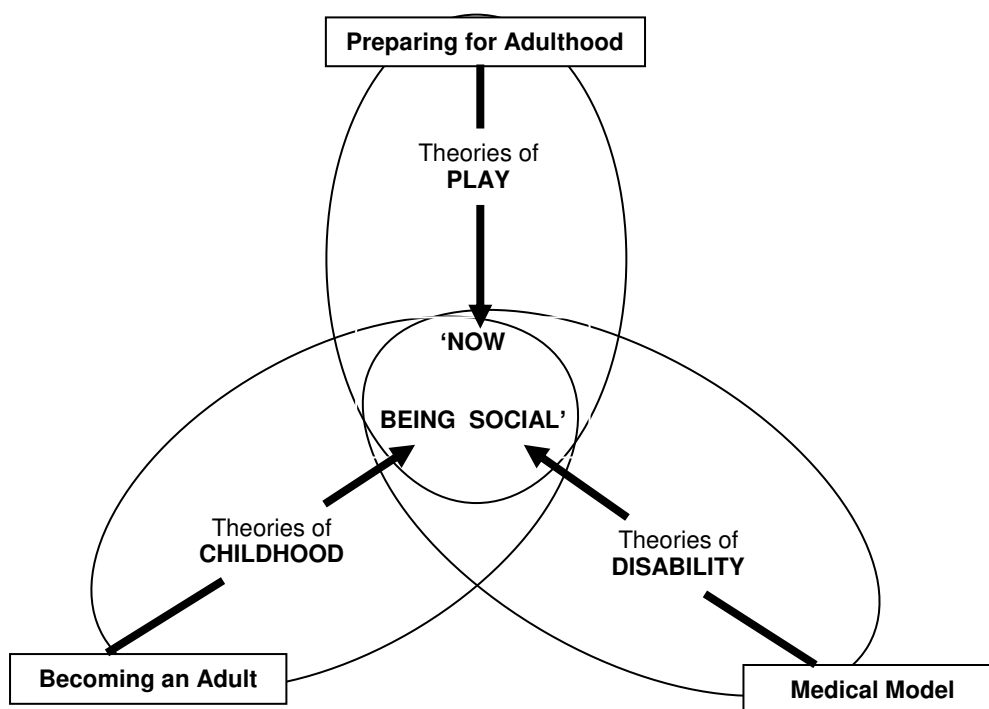 Preparing for Adulthood
Theories of
PLAY
‘NOW
BEING SOCIAL’
Theories of
CHILDHOOD
Theories of
DISABILITY
Becoming an Adult
Medical Model